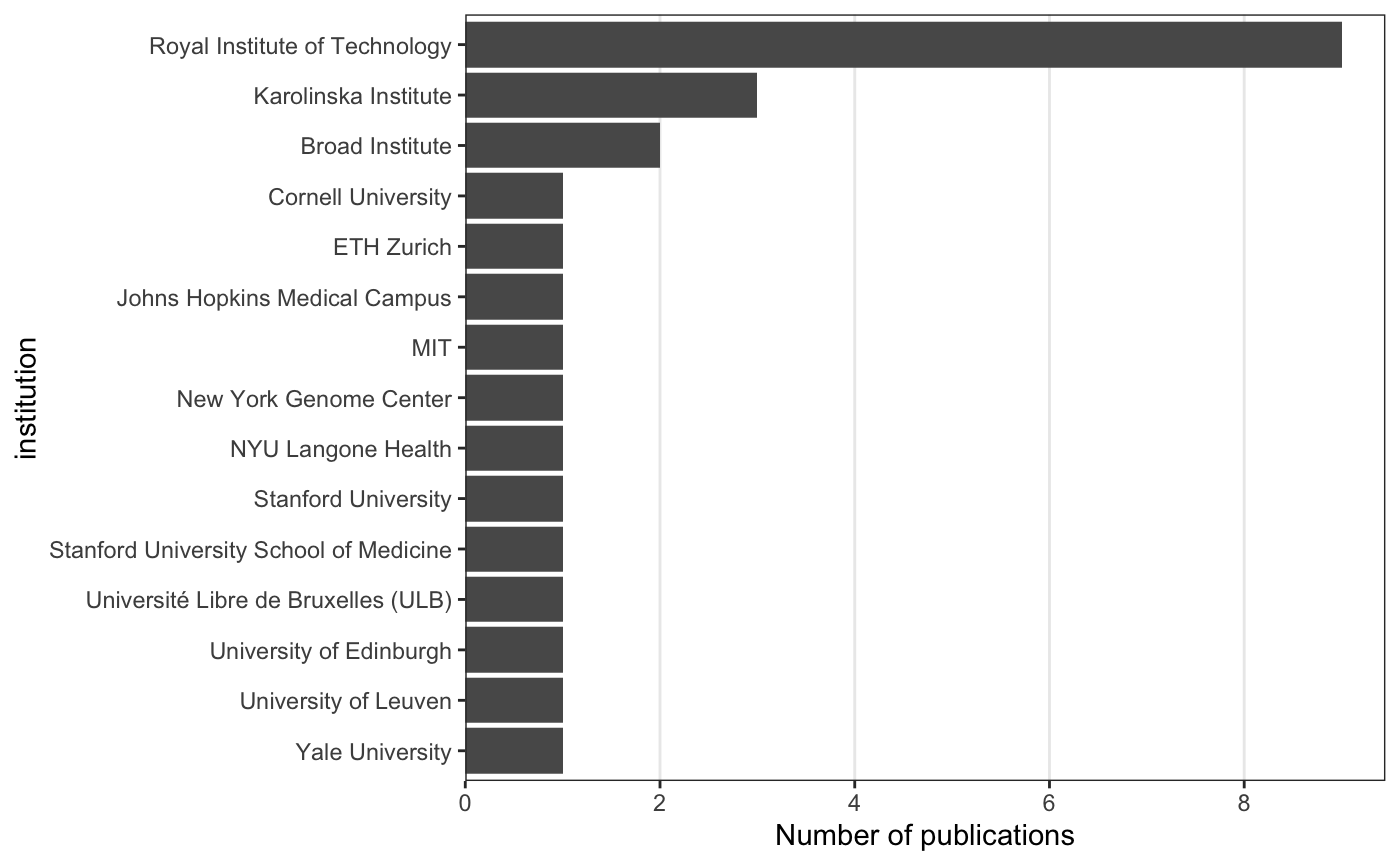 Royal Institute of Technology
Karolinska Institute
Broad Institute
Cornell University
ETH Zurich
Johns Hopkins Medical Campus
MIT
New York Genome Center
NYU Langone Health
Stanford University
Stanford University School of Medicine
Université Libre de Bruxelles (ULB)
University of Edinburgh
University of Leuven
Yale University
institution
0 2 4 6 8
Number of publications